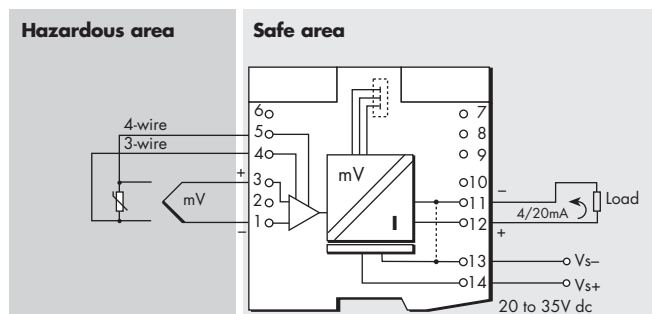 Hazardous area
Safe area
6
7
4-wire
5
8
3-wire
4
9
+
3
mV
mV
10
–
2
11
Load
4/20mA
1
I
12
–
+
13
Vs–
14
Vs+
20 to 35V dc